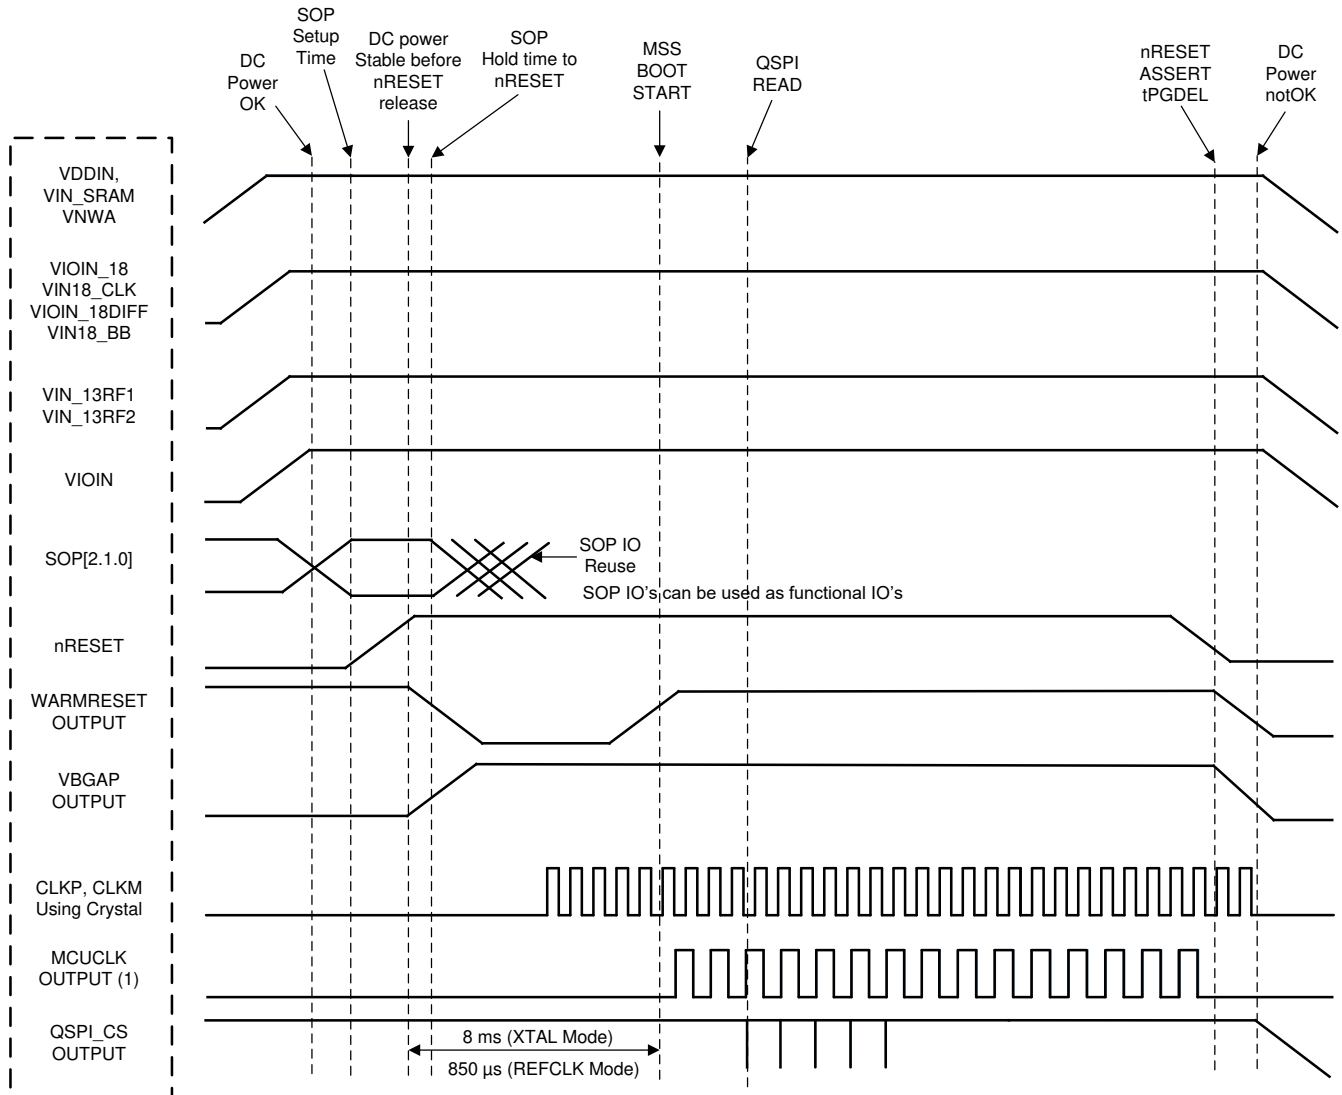 SOP
Setup
Time
DC
Power
OK
DC power
Stable before
nRESET
release
SOP
Hold time to
nRESET
MSS
BOOT
START
QSPI
READ
nRESET
ASSERT
tPGDEL
DC
Power
notOK
VDDIN,
VIN_SRAM
VNWA
VIOIN_18
VIN18_CLK
VIOIN_18DIFF
VIN18_BB
VIN_13RF1
VIN_13RF2
VIOIN
SOP[2.1.0]
SOP IO
Reuse
SOP IO's can be used as functional IO's
nRESET
WARMRESET
OUTPUT
VBGAP
OUTPUT
CLKP, CLKM
Using Crystal
MCUCLK
OUTPUT (1)
QSPI_CS
OUTPUT
8 ms (XTAL Mode)
850 µs (REFCLK Mode)